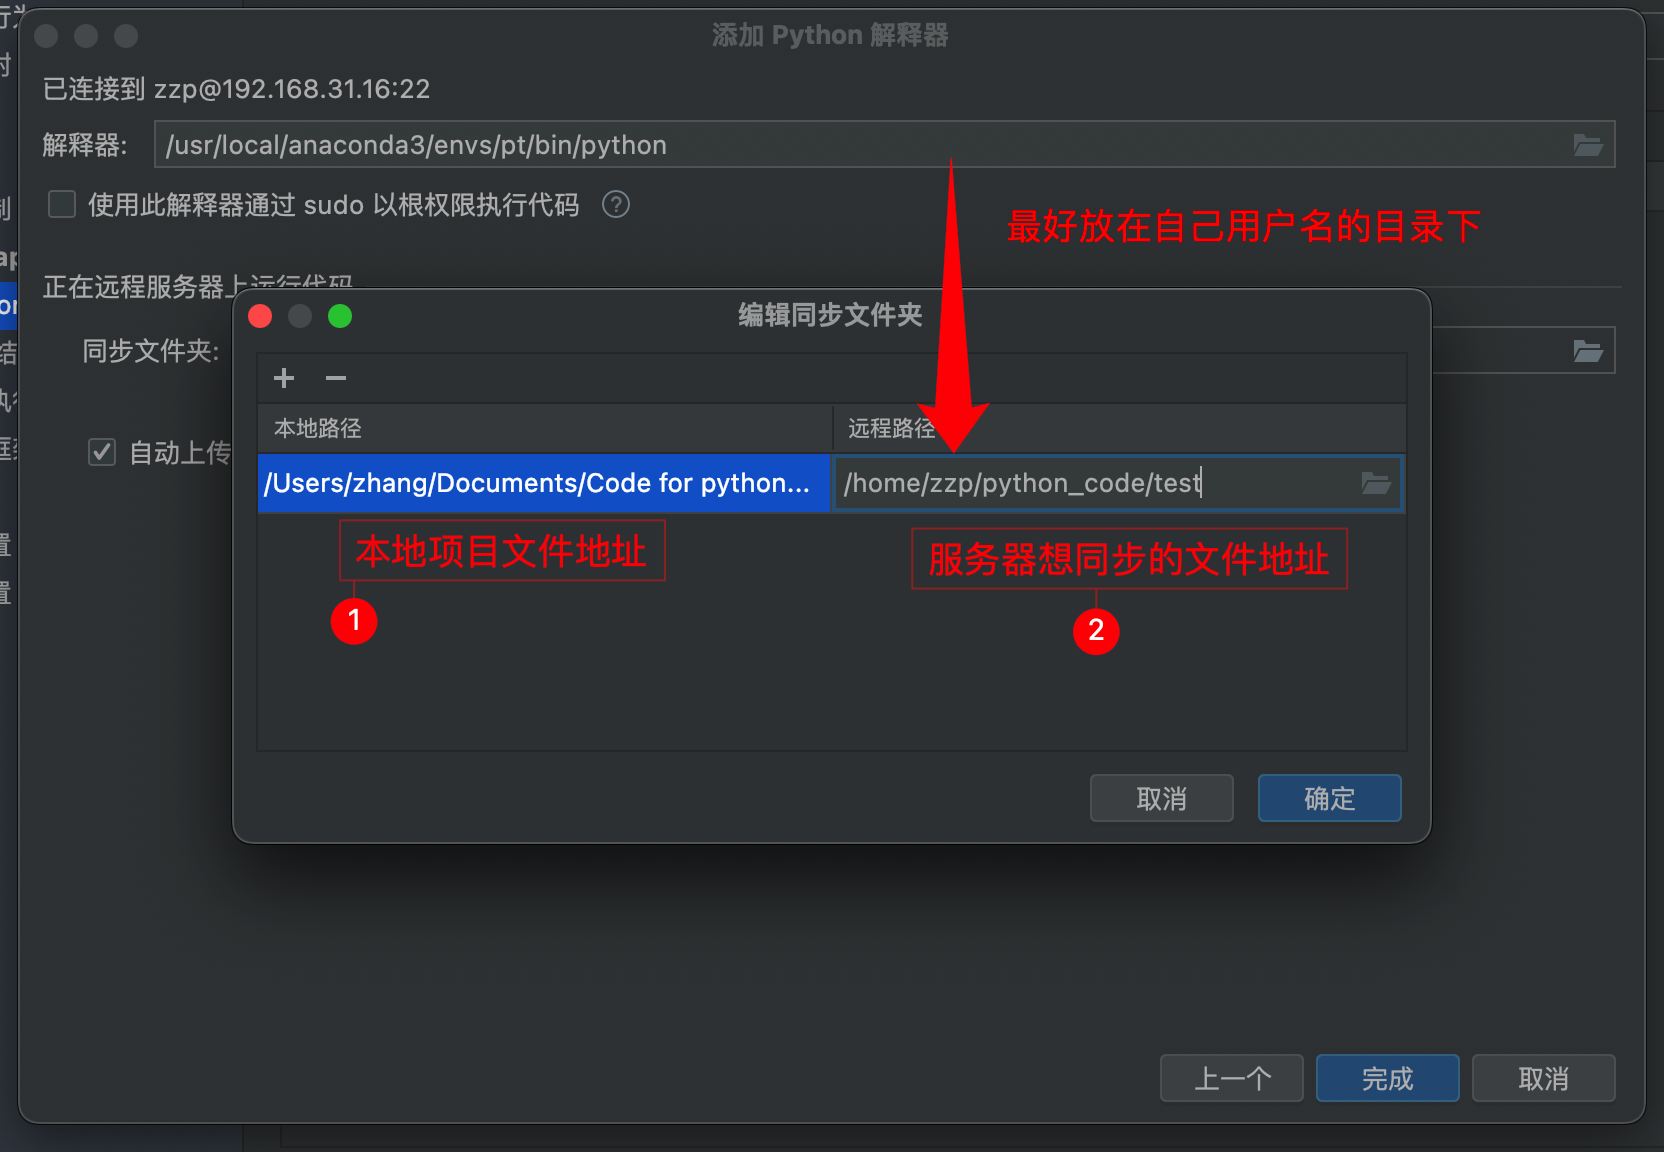 添加 Python 解释器
已连接到 zzp@192.168.31.16:22
解释器: /usr/local/anaconda3/envs/pt/bin/python
使用此解释器通过 sudo 以根权限执行代码 ?
最好放在自己用户名的目录下
正在远程服务器上运行代码
编辑同步文件夹
同步文件夹:
本地路径 远程路径
自动上传
/Users/zhang/Documents/Code for python... /home/zzp/python_code/test
本地项目文件地址
服务器想同步的文件地址
1
2
取消 确定
上一个 完成 取消